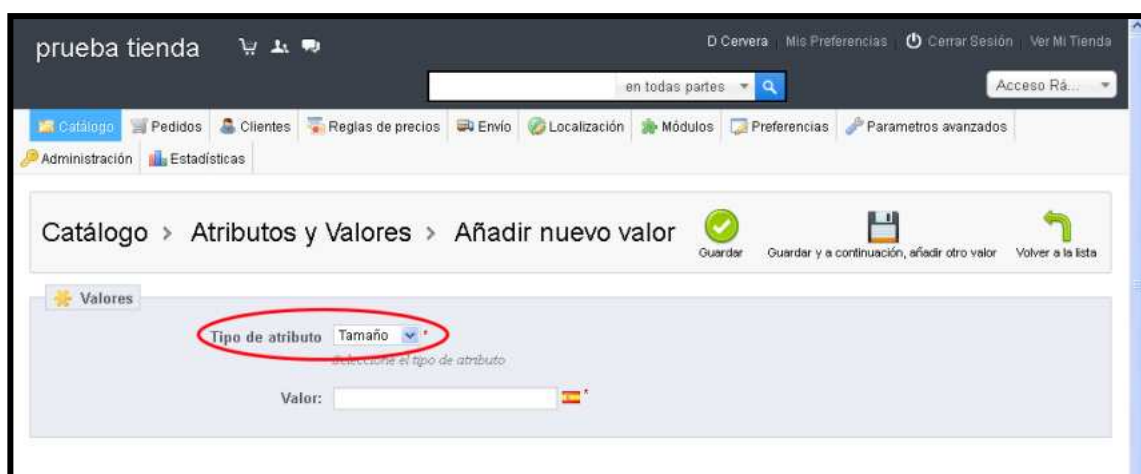 prueba tienda
D Cervera Mis Preferencias Cerrar Sesión Ver Mi Tienda
en todas partes Acceso Rá...
Catálogo Pedidos Clientes Reglas de precios Envío Localización Módulos Preferencias Parametros avanzados
Administración Estadísticas
Catálogo > Atributos y Valores > Añadir nuevo valor
Guardar Guardar y a continuación, añadir otro valor Volver a la lista
Valores
Tipo de atributo Tamaño *
Seleccione el tipo de atributo
Valor: *